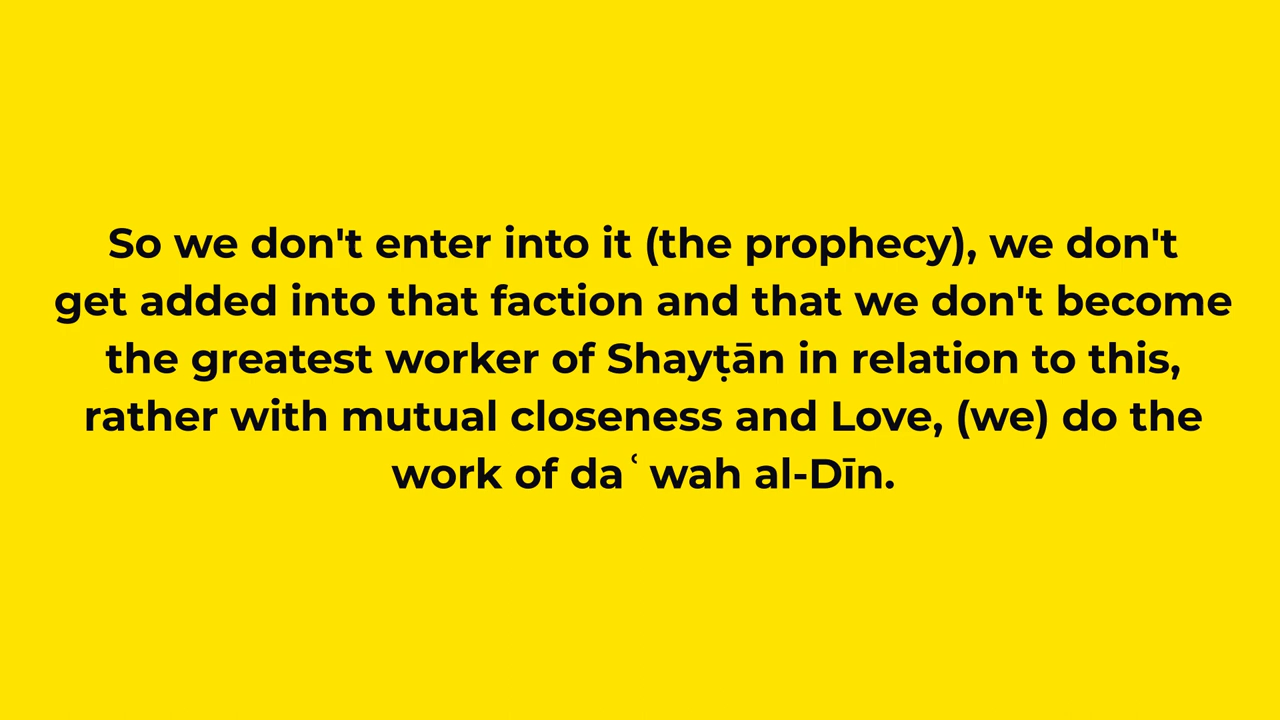 So we don't enter into it (the prophecy), we don't
get added into that faction and that we don't become
the greatest worker of Shayṭān in relation to this,
rather with mutual closeness and Love, (we) do the
work of daʿwah al-Dīn.